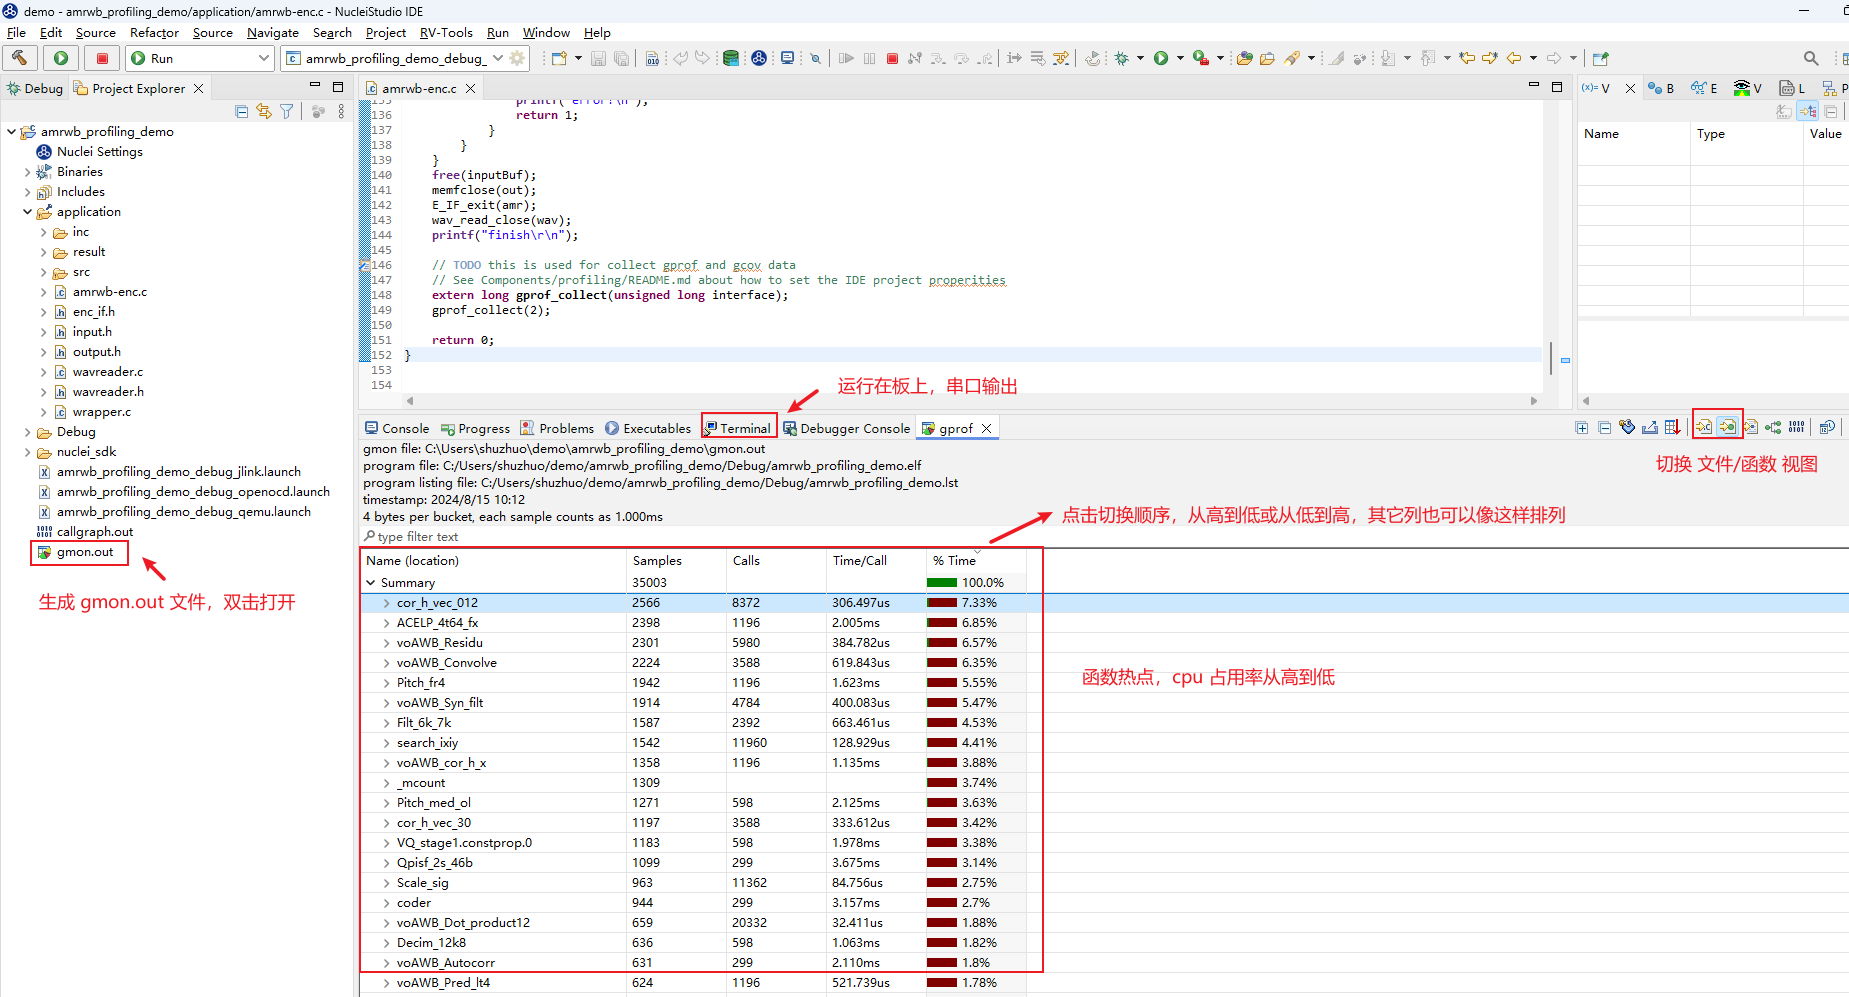 demo - amrwb_profiling_demo/application/amrwb-enc.c - NucleiStudio IDE
File Edit Source Refactor Source Navigate Search Project RV-Tools Run Window Help
Run
amrwb_profiling_demo_debug_
Debug
Project Explorer
amrwb_profiling_demo
Nuclei Settings
Binaries
Includes
application
inc
result
src
amrwb-enc.c
enc_if.h
input.h
output.h
wavreader.c
wavreader.h
wrapper.c
Debug
nuclei_sdk
amrwb_profiling_demo_debug_jlink.launch
amrwb_profiling_demo_debug_openocd.launch
amrwb_profiling_demo_debug_qemu.launch
callgraph.out
gmon.out
生成 gmon.out 文件，双击打开
amrwb-enc.c
135 printf("error!\n");
136 return 1;
137 }
138 }
139 }
140 free(inputBuf);
141 memfclose(out);
142 E_IF_exit(amr);
143 wav_read_close(wav);
144 printf("finish\r\n");
145
146 // TODO this is used for collect gprof and gcov data
147 // See Components/profiling/README.md about how to set the IDE project properities
148 extern long gprof_collect(unsigned long interface);
149 gprof_collect(2);
150
151 return 0;
152 }
153
154
运行在板上，串口输出
(x)= V
B
E
V
L
P
Name Type Value
Console Progress Problems Executables Terminal Debugger Console gprof
切换 文件/函数 视图
gmon file: C:\Users\shuzhuo\demo\amrwb_profiling_demo\gmon.out
program file: C:/Users/shuzhuo/demo/amrwb_profiling_demo/Debug/amrwb_profiling_demo.elf
program listing file: C:/Users/shuzhuo/demo/amrwb_profiling_demo/Debug/amrwb_profiling_demo.lst
timestamp: 2024/8/15 10:12
4 bytes per bucket, each sample counts as 1.000ms
点击切换顺序，从高到低或从低到高，其它列也可以像这样排列
type filter text
Name (location) Samples Calls Time/Call % Time
Summary 35003 100.0%
cor_h_vec_012 2566 8372 306.497us 7.33%
ACELP_4t64_fx 2398 1196 2.005ms 6.85%
voAWB_Residu 2301 5980 384.782us 6.57%
voAWB_Convolve 2224 3588 619.843us 6.35%
Pitch_fr4 1942 1196 1.623ms 5.55%
voAWB_Syn_filt 1914 4784 400.083us 5.47%
Filt_6k_7k 1587 2392 663.461us 4.53%
search_ixiy 1542 11960 128.929us 4.41%
voAWB_cor_h_x 1358 1196 1.135ms 3.88%
_mcount 1309 3.74%
Pitch_med_ol 1271 598 2.125ms 3.63%
cor_h_vec_30 1197 3588 333.612us 3.42%
VQ_stage1.constprop.0 1183 598 1.978ms 3.38%
Qpisf_2s_46b 1099 299 3.675ms 3.14%
Scale_sig 963 11362 84.756us 2.75%
coder 944 299 3.157ms 2.7%
voAWB_Dot_product12 659 20332 32.411us 1.88%
Decim_12k8 636 598 1.063ms 1.82%
voAWB_Autocorr 631 299 2.110ms 1.8%
voAWB_Pred_lt4 624 1196 521.739us 1.78%
函数热点，cpu 占用率从高到低